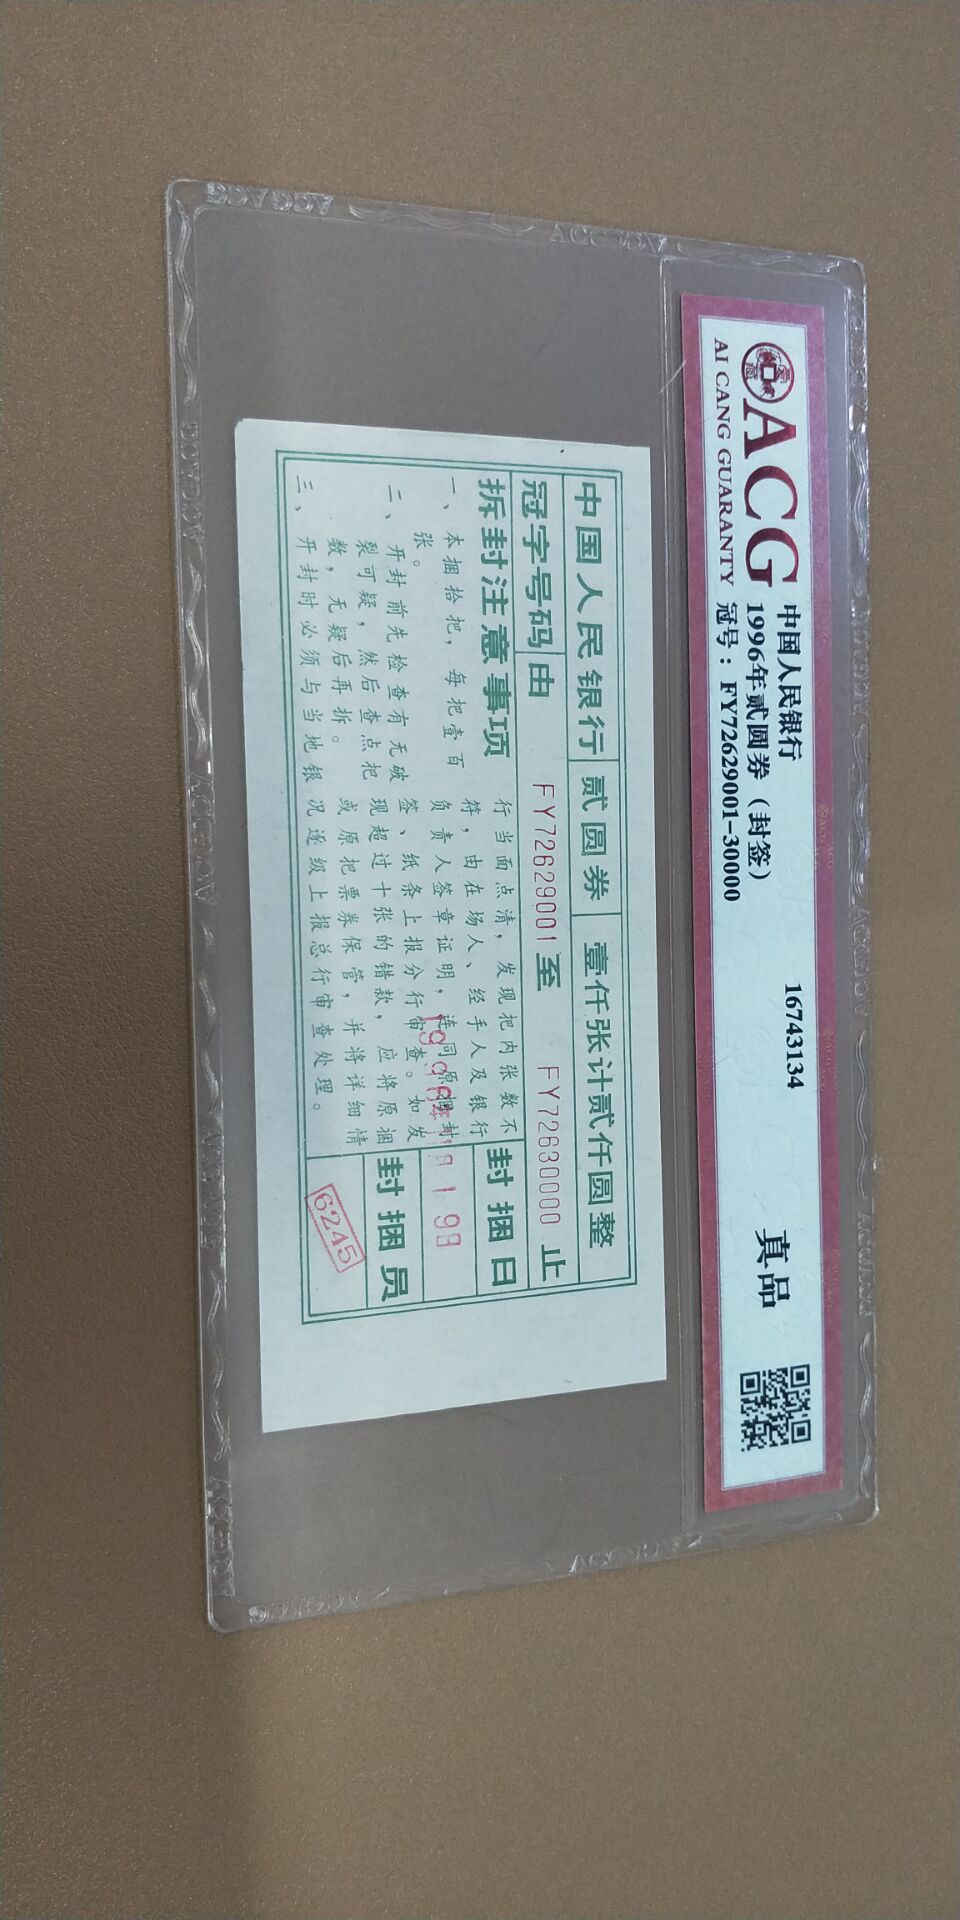 ACG
AI CANG GUARANTY
中国人民银行
1996年贰圆券（封签）
冠号：FY72629001-30000
16743134
真品
中国人民银行 贰圆券 壹仟张计贰仟圆整
冠字号码 由 FY72629001 至 FY72630000 止
拆封注意事项
一、本捆拾把，每把壹百
张。
二、开封前先检查有无破
裂可疑，然后查点把
数，无疑后再拆。
三、开封时必须与当地银
行当面点清，发现把内张数不
符，由在场人、经手人及银行
负责人签章证明，连同原捆封
签、纸条上报分行审查。如发
现超过十张的错款，应将原捆
或原把票券保管，并将详细情
况逐级上报总行审查处理。
封捆日
封捆员
6245